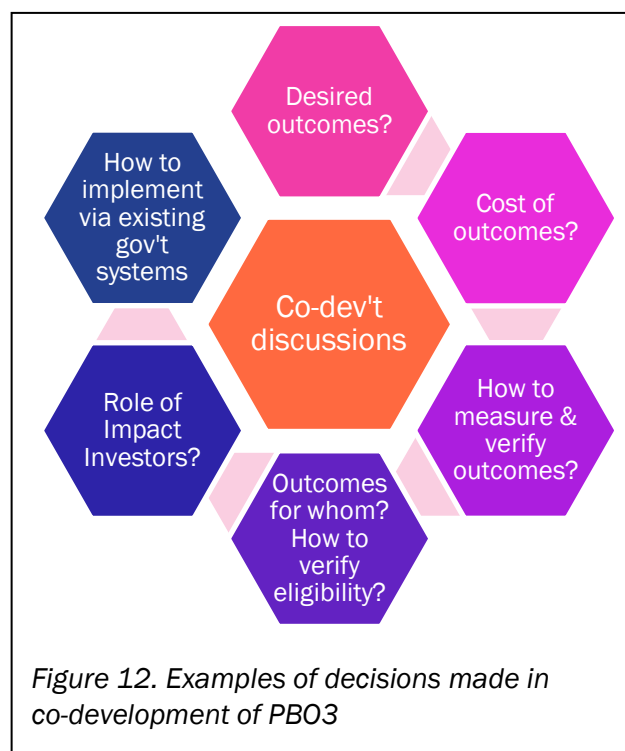 Desired
outcomes?
Cost of
outcomes?
How to
measure &
verify
outcomes?
Outcomes
for whom?
How to
verify
eligibility?
Role of
Impact
Investors?
How to
implement
via existing
gov't
systems
Co-dev't
discussions
Figure 12. Examples of decisions made in
co-development of PBO3